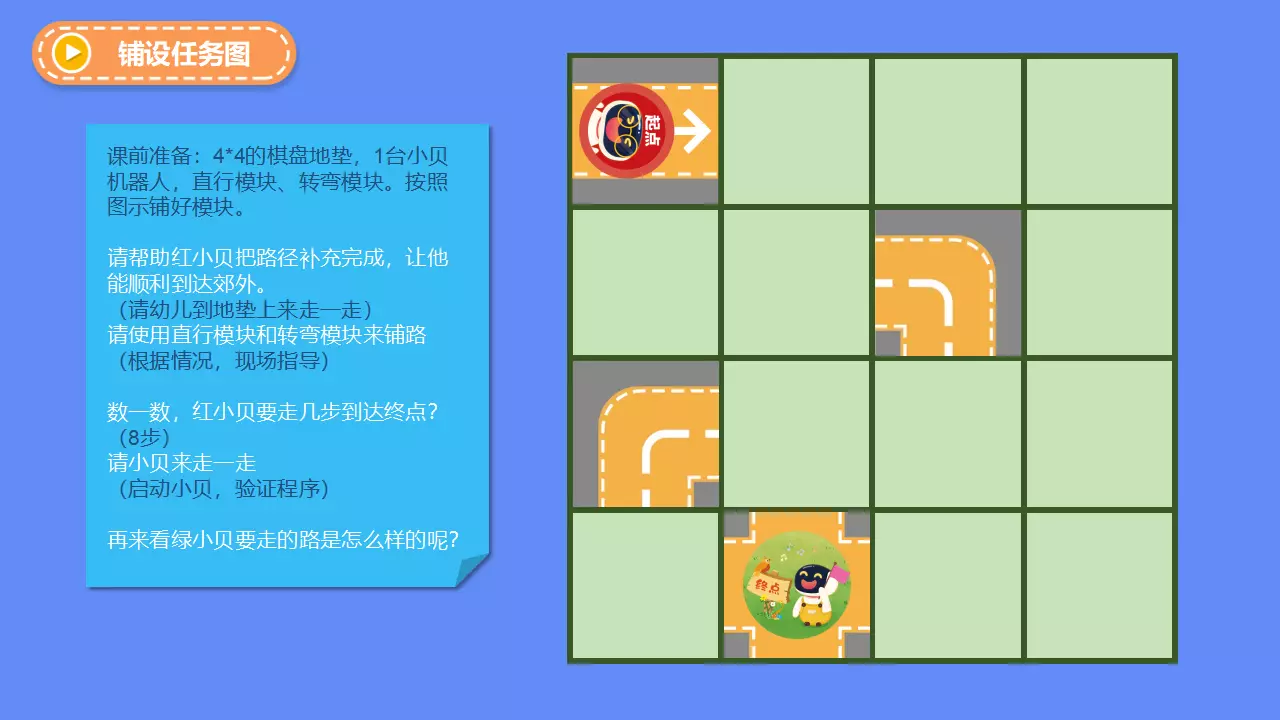 铺设任务图
课前准备：4*4的棋盘地垫，1台小贝
机器人，直行模块、转弯模块。按照
图示铺好模块。
请帮助红小贝把路径补充完成，让他
能顺利到达郊外。
（请幼儿到地垫上来走一走）
请使用直行模块和转弯模块来铺路
（根据情况，现场指导）
数一数，红小贝要走几步到达终点？
（8步）
请小贝来走一走
（启动小贝，验证程序）
再来看绿小贝要走的路是怎么样的呢？
起点
终点